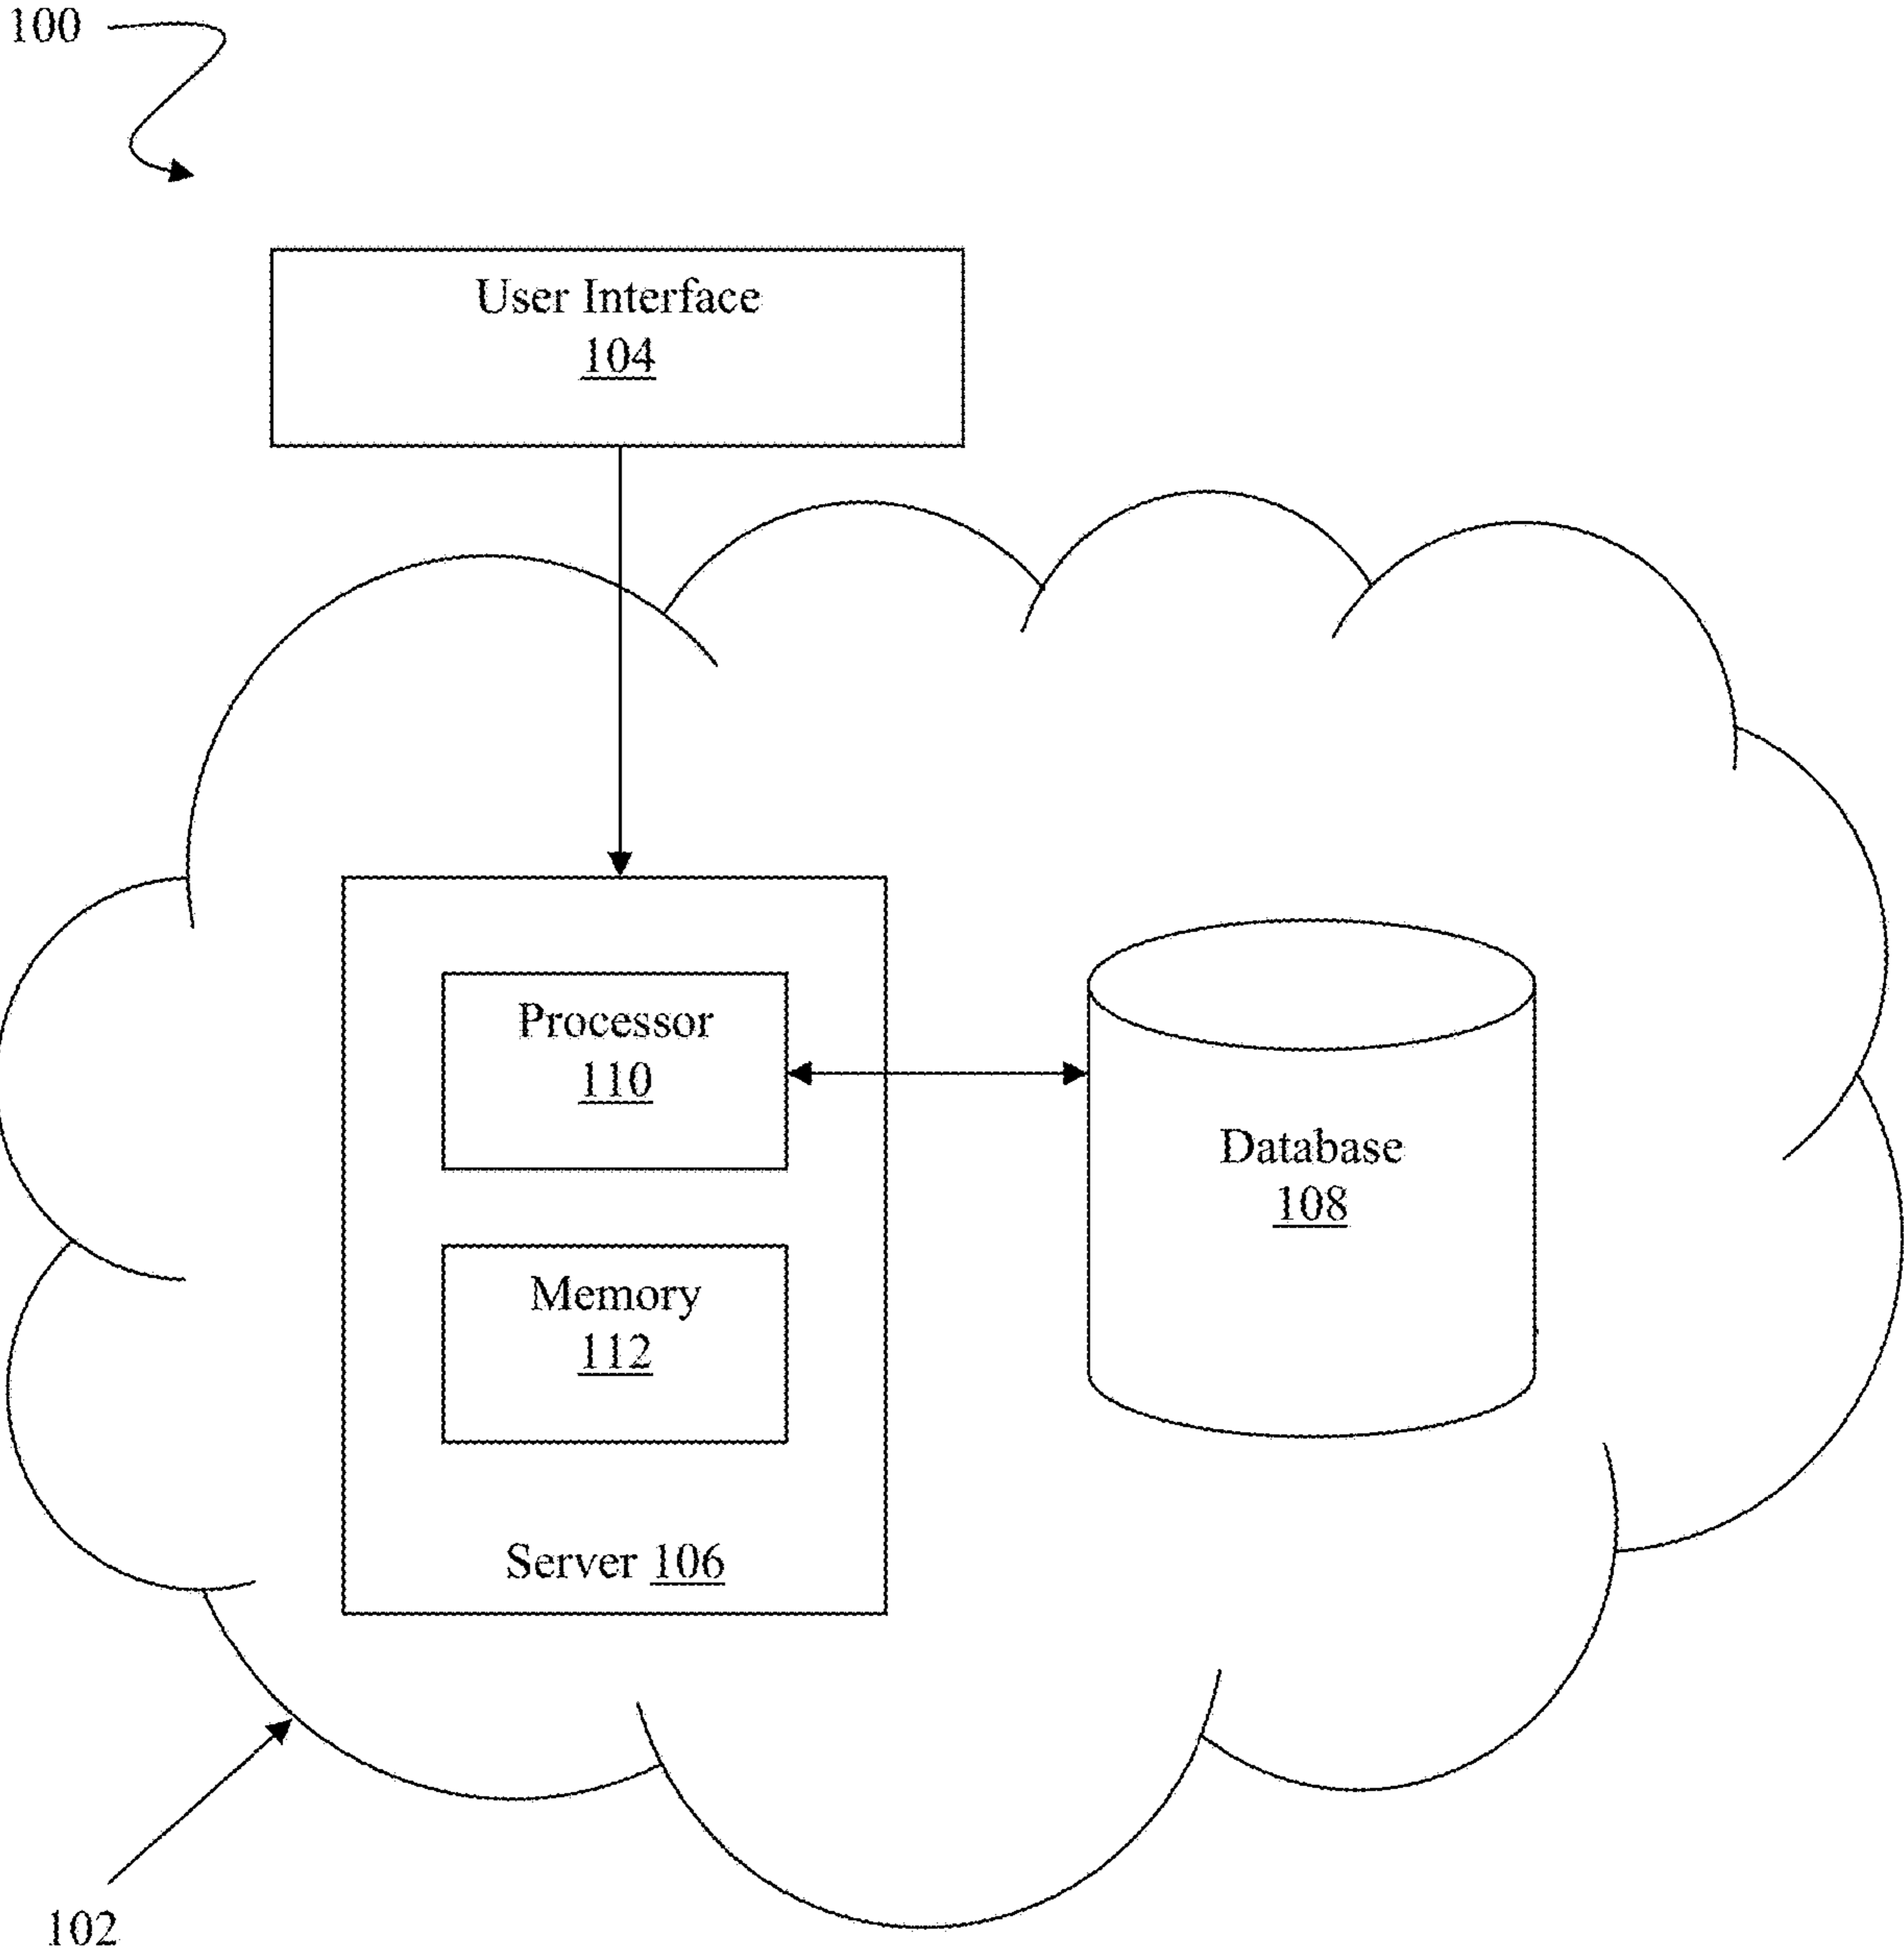 100
User Interface
104
Processor
110
Database
108
Memory
112
Server 106
102